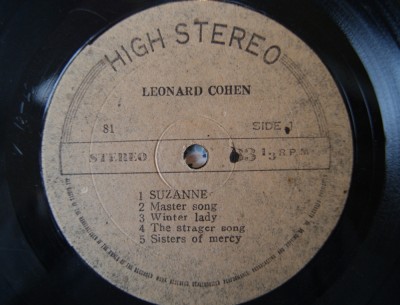 HIGH STEREO
LEONARD COHEN
81 SIDE 1
STEREO 33 1/3 R.P.M.
1 SUZANNE
2 Master song
3 Winter lady
4 The strager song
5 Sisters of mercy